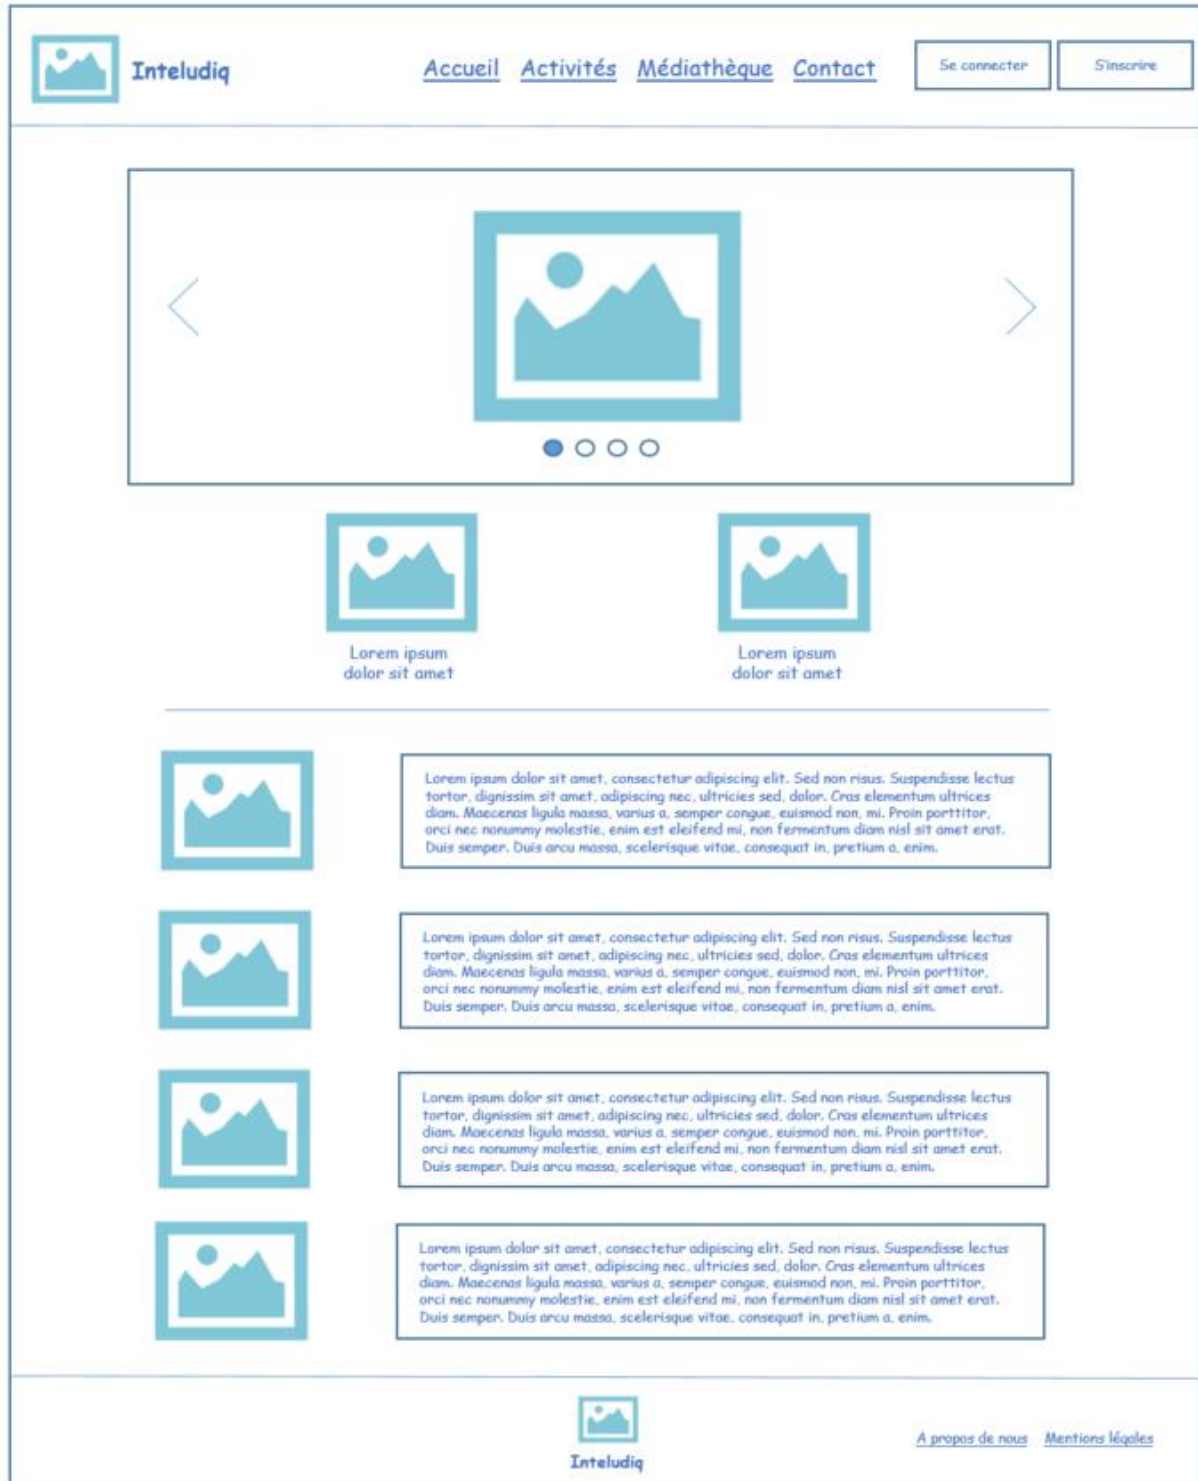 Inteludiq
Accueil Activités Médiathèque Contact
Se connecter
S'inscrire
Lorem ipsum
dolor sit amet
Lorem ipsum
dolor sit amet
Lorem ipsum dolor sit amet, consectetur adipiscing elit. Sed non risus. Suspendisse lectus
tortor, dignissim sit amet, adipiscing nec, ultricies sed, dolor. Cras elementum ultrices
diam. Maecenas ligula massa, varius a, semper congue, euismod non, mi. Proin porttitor,
orci nec nonummy molestie, enim est eleifend mi, non fermentum diam nisl sit amet erat.
Duis semper. Duis arcu massa, scelerisque vitae, consequat in, pretium a, enim.
Lorem ipsum dolor sit amet, consectetur adipiscing elit. Sed non risus. Suspendisse lectus
tortor, dignissim sit amet, adipiscing nec, ultricies sed, dolor. Cras elementum ultrices
diam. Maecenas ligula massa, varius a, semper congue, euismod non, mi. Proin porttitor,
orci nec nonummy molestie, enim est eleifend mi, non fermentum diam nisl sit amet erat.
Duis semper. Duis arcu massa, scelerisque vitae, consequat in, pretium a, enim.
Lorem ipsum dolor sit amet, consectetur adipiscing elit. Sed non risus. Suspendisse lectus
tortor, dignissim sit amet, adipiscing nec, ultricies sed, dolor. Cras elementum ultrices
diam. Maecenas ligula massa, varius a, semper congue, euismod non, mi. Proin porttitor,
orci nec nonummy molestie, enim est eleifend mi, non fermentum diam nisl sit amet erat.
Duis semper. Duis arcu massa, scelerisque vitae, consequat in, pretium a, enim.
Lorem ipsum dolor sit amet, consectetur adipiscing elit. Sed non risus. Suspendisse lectus
tortor, dignissim sit amet, adipiscing nec, ultricies sed, dolor. Cras elementum ultrices
diam. Maecenas ligula massa, varius a, semper congue, euismod non, mi. Proin porttitor,
orci nec nonummy molestie, enim est eleifend mi, non fermentum diam nisl sit amet erat.
Duis semper. Duis arcu massa, scelerisque vitae, consequat in, pretium a, enim.
Inteludiq
A propos de nous Mentions légales